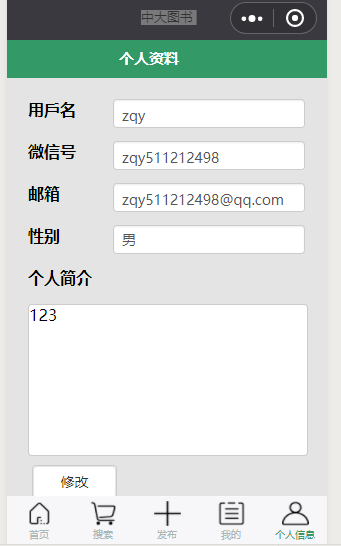 中大图书
个人资料
用戶名 zqy
微信号 zqy511212498
邮箱 zqy511212498@qq.com
性别 男
个人简介
123
修改
首页 搜索 发布 我的 个人信息